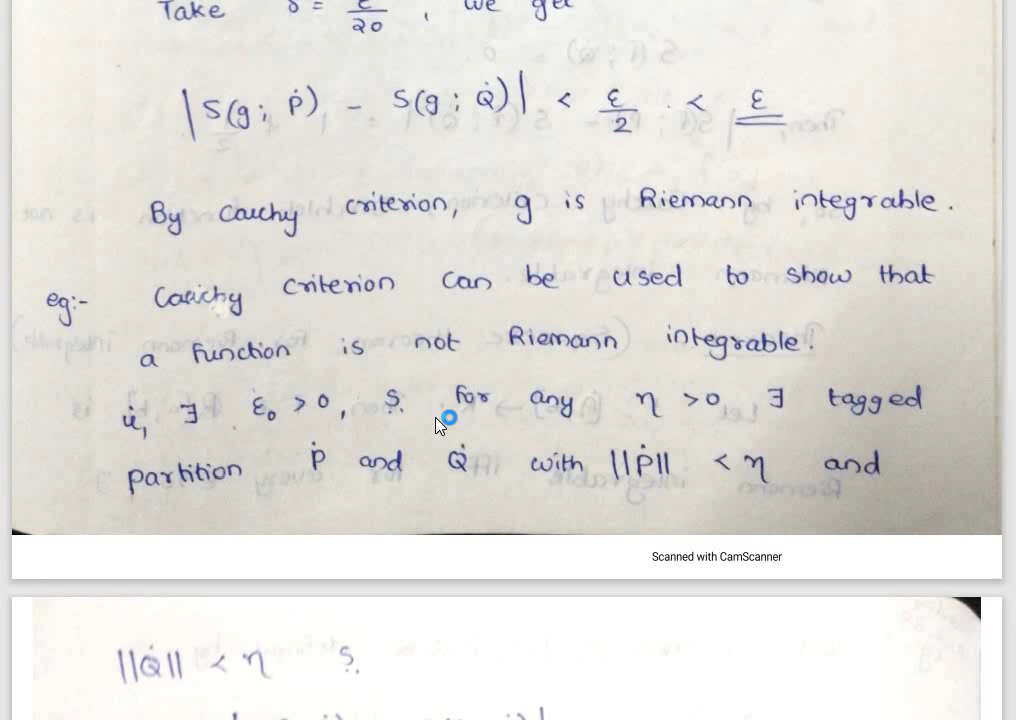 Take δ = ε/20 , we get
|S(g; Ṗ) - S(g; Q̇)| < ε/2 < ε
By cauchy criterion, g is Riemann integrable.
eg:- Cauchy criterion can be used to show that
a function is not Riemann integrable.
ie, ∃ ε₀ > 0, S. for any η > 0 ∃ tagged
partition Ṗ and Q̇ with ||Ṗ|| < η and
Scanned with CamScanner
||Q̇|| < η S.